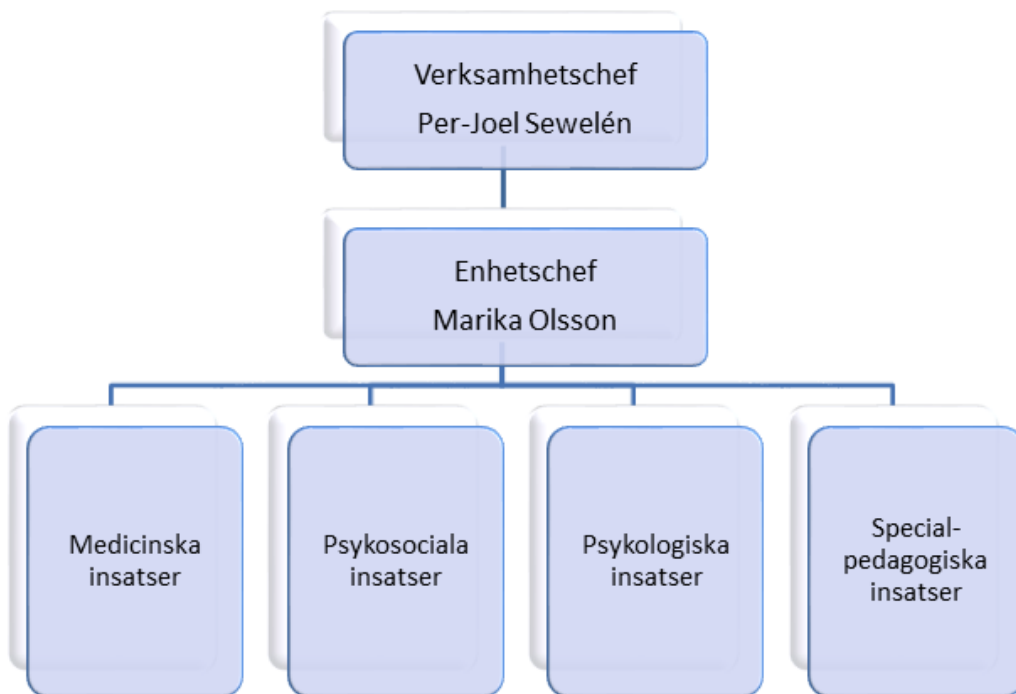 Verksamhetschef
Per-Joel Sewelén
Enhetschef
Marika Olsson
Medicinska
insatser
Psykosociala
insatser
Psykologiska
insatser
Special-
pedagogiska
insatser